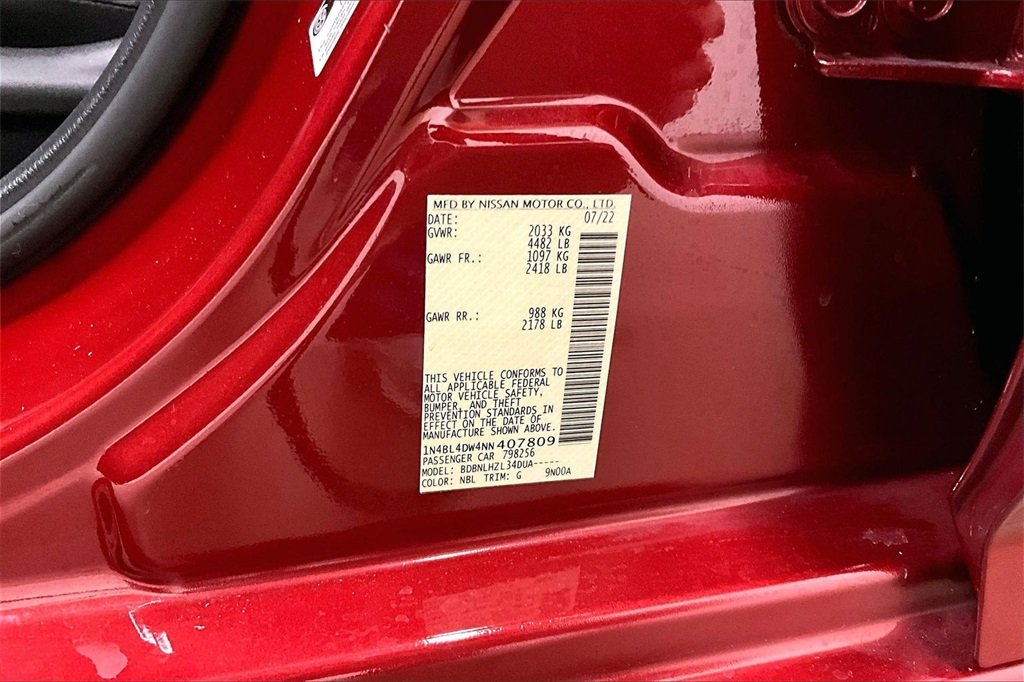 MFD BY NISSAN MOTOR CO., LTD.
DATE: 07/22
GVWR: 2033 KG
4482 LB
GAWR FR.: 1097 KG
2418 LB
GAWR RR.: 988 KG
2178 LB
THIS VEHICLE CONFORMS TO
ALL APPLICABLE FEDERAL
MOTOR VEHICLE SAFETY,
BUMPER, AND THEFT
PREVENTION STANDARDS IN
EFFECT ON THE DATE OF
MANUFACTURE SHOWN ABOVE.
1N4BL4DW4NN407809
PASSENGER CAR 798256
MODEL: BDBNLHZL34DUA-----
COLOR: NBL TRIM: G 9N00A